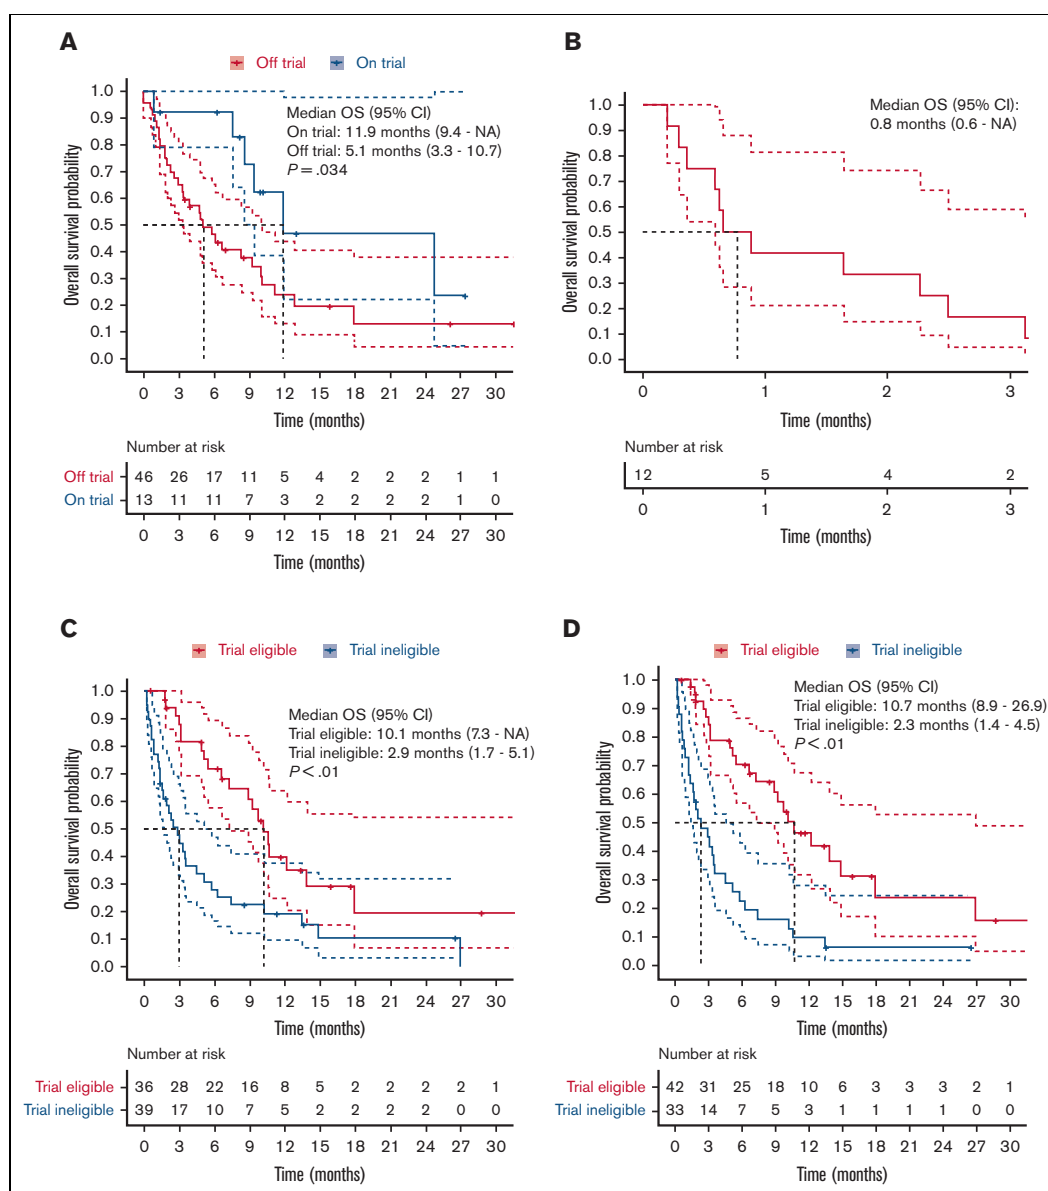 A
Off trial On trial
Median OS (95% CI)
On trial: 11.9 months (9.4 - NA)
Off trial: 5.1 months (3.3 - 10.7)
P = .034
Overall survival probability
1.0
0.9
0.8
0.7
0.6
0.5
0.4
0.3
0.2
0.1
0.0
0 3 6 9 12 15 18 21 24 27 30
Time (months)
Number at risk
Off trial 46 26 17 11 5 4 2 2 2 1 1
On trial 13 11 11 7 3 2 2 2 2 1 0
0 3 6 9 12 15 18 21 24 27 30
Time (months)
B
Median OS (95% CI):
0.8 months (0.6 - NA)
Overall survival probability
1.0
0.9
0.8
0.7
0.6
0.5
0.4
0.3
0.2
0.1
0.0
0 1 2 3
Time (months)
Number at risk
12 5 4 2
0 1 2 3
Time (months)
C
Trial eligible Trial ineligible
Median OS (95% CI)
Trial eligible: 10.1 months (7.3 - NA)
Trial ineligible: 2.9 months (1.7 - 5.1)
P < .01
Overall survival probability
1.0
0.9
0.8
0.7
0.6
0.5
0.4
0.3
0.2
0.1
0.0
0 3 6 9 12 15 18 21 24 27 30
Time (months)
Number at risk
Trial eligible 36 28 22 16 8 5 2 2 2 2 1
Trial ineligible 39 17 10 7 5 2 2 2 2 0 0
0 3 6 9 12 15 18 21 24 27 30
Time (months)
D
Trial eligible Trial ineligible
Median OS (95% CI)
Trial eligible: 10.7 months (8.9 - 26.9)
Trial ineligible: 2.3 months (1.4 - 4.5)
P < .01
Overall survival probability
1.0
0.9
0.8
0.7
0.6
0.5
0.4
0.3
0.2
0.1
0.0
0 3 6 9 12 15 18 21 24 27 30
Time (months)
Number at risk
Trial eligible 42 31 25 18 10 6 3 3 3 2 1
Trial ineligible 33 14 7 5 3 1 1 1 1 0 0
0 3 6 9 12 15 18 21 24 27 30
Time (months)